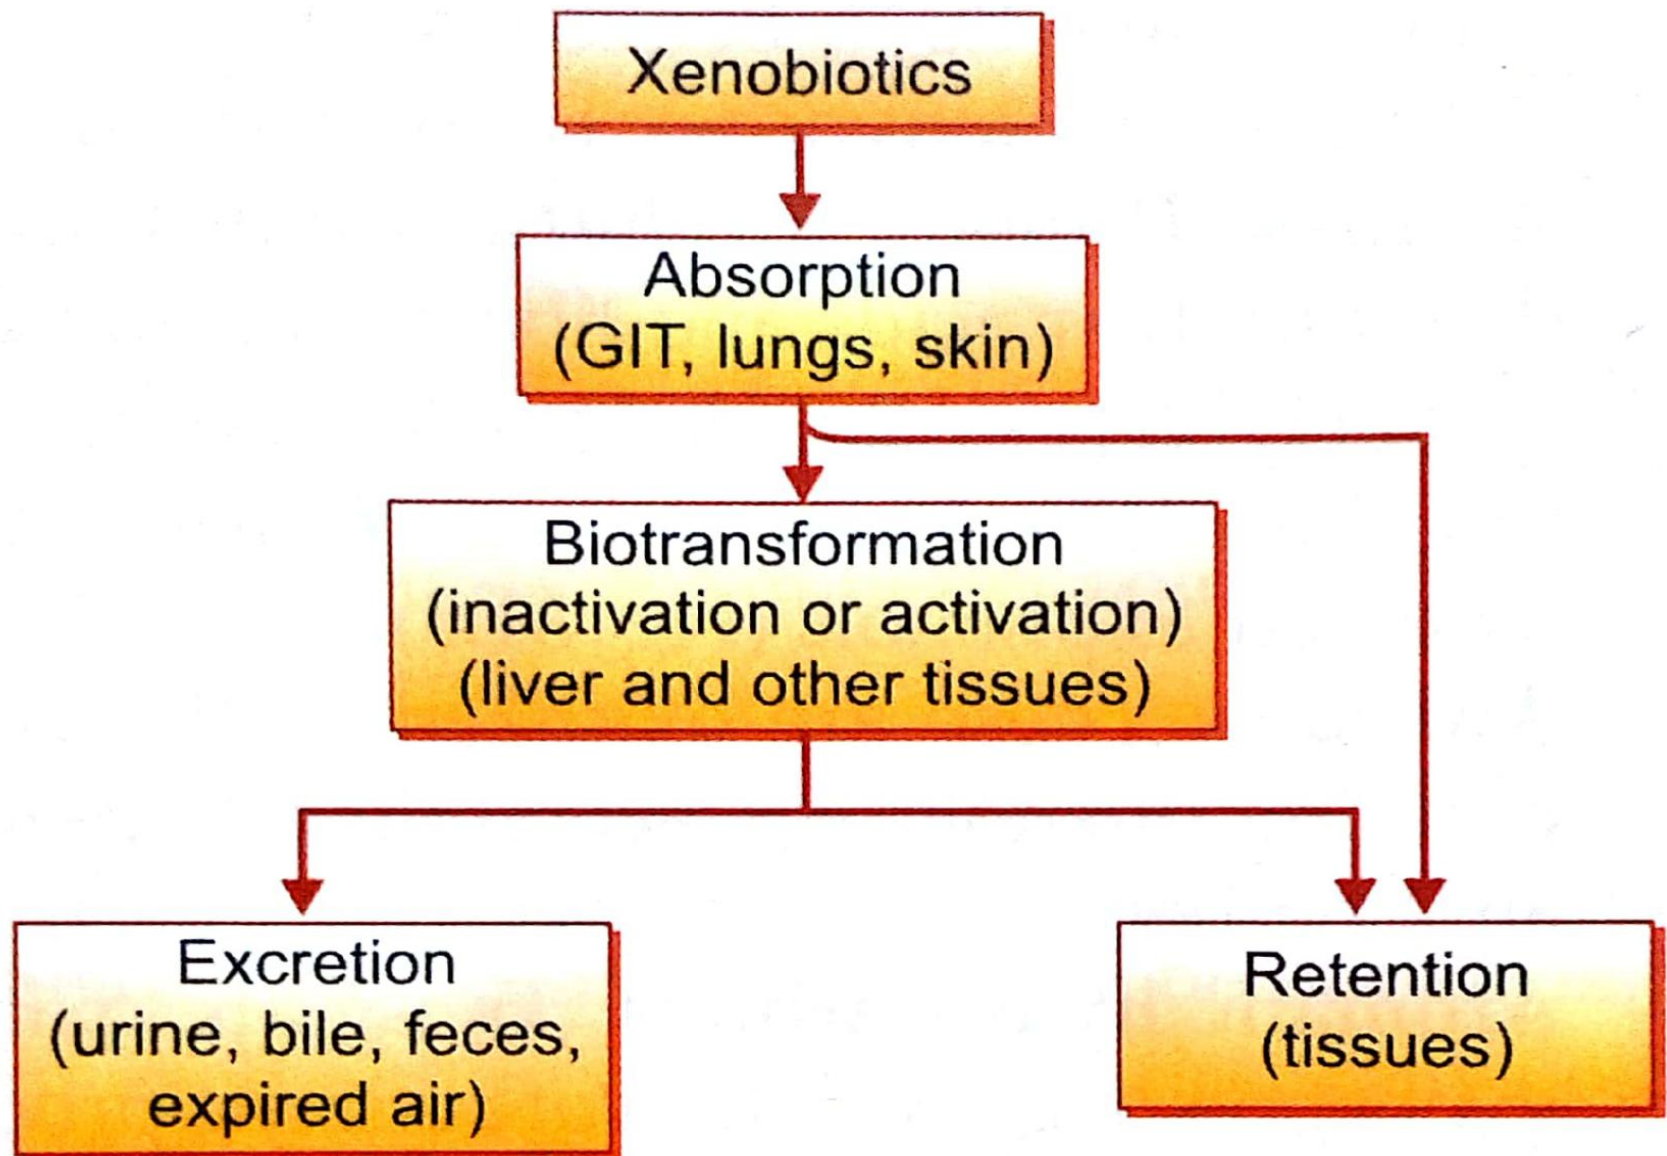 Xenobiotics
Absorption
(GIT, lungs, skin)
Biotransformation
(inactivation or activation)
(liver and other tissues)
Excretion
(urine, bile, feces,
expired air)
Retention
(tissues)